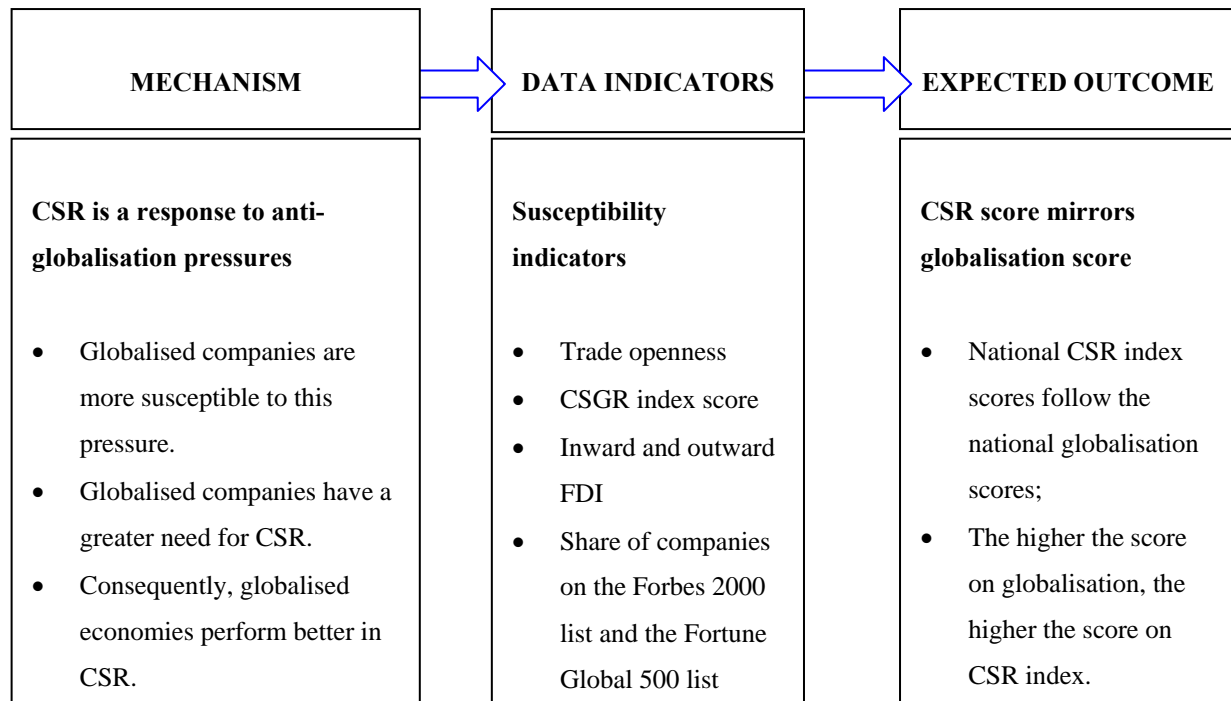 MECHANISM
DATA INDICATORS
EXPECTED OUTCOME
CSR is a response to anti-
globalisation pressures
• Globalised companies are
more susceptible to this
pressure.
• Globalised companies have a
greater need for CSR.
• Consequently, globalised
economies perform better in
CSR.
Susceptibility
indicators
• Trade openness
• CSGR index score
• Inward and outward
FDI
• Share of companies
on the Forbes 2000
list and the Fortune
Global 500 list
CSR score mirrors
globalisation score
• National CSR index
scores follow the
national globalisation
scores;
• The higher the score
on globalisation, the
higher the score on
CSR index.